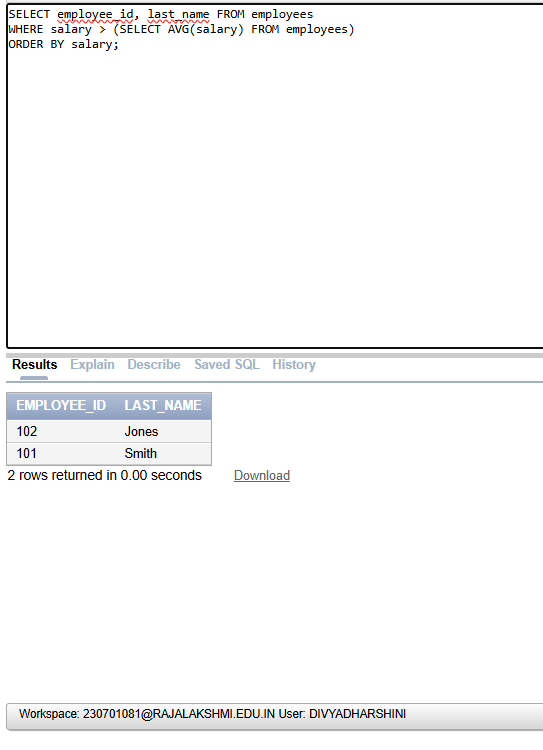 SELECT employee_id, last_name FROM employees
WHERE salary > (SELECT AVG(salary) FROM employees)
ORDER BY salary;
Results Explain Describe Saved SQL History
EMPLOYEE_ID LAST_NAME
102 Jones
101 Smith
2 rows returned in 0.00 seconds Download
Workspace: 230701081@RAJALAKSHMI.EDU.IN User: DIVYADHARSHINI